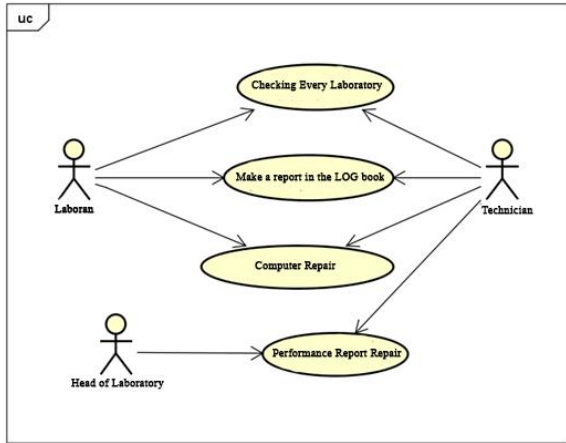 uc
Checking Every Laboratory
Make a report in the LOG book
Laboran
Technician
Computer Repair
Performance Report Repair
Head of Laboratory